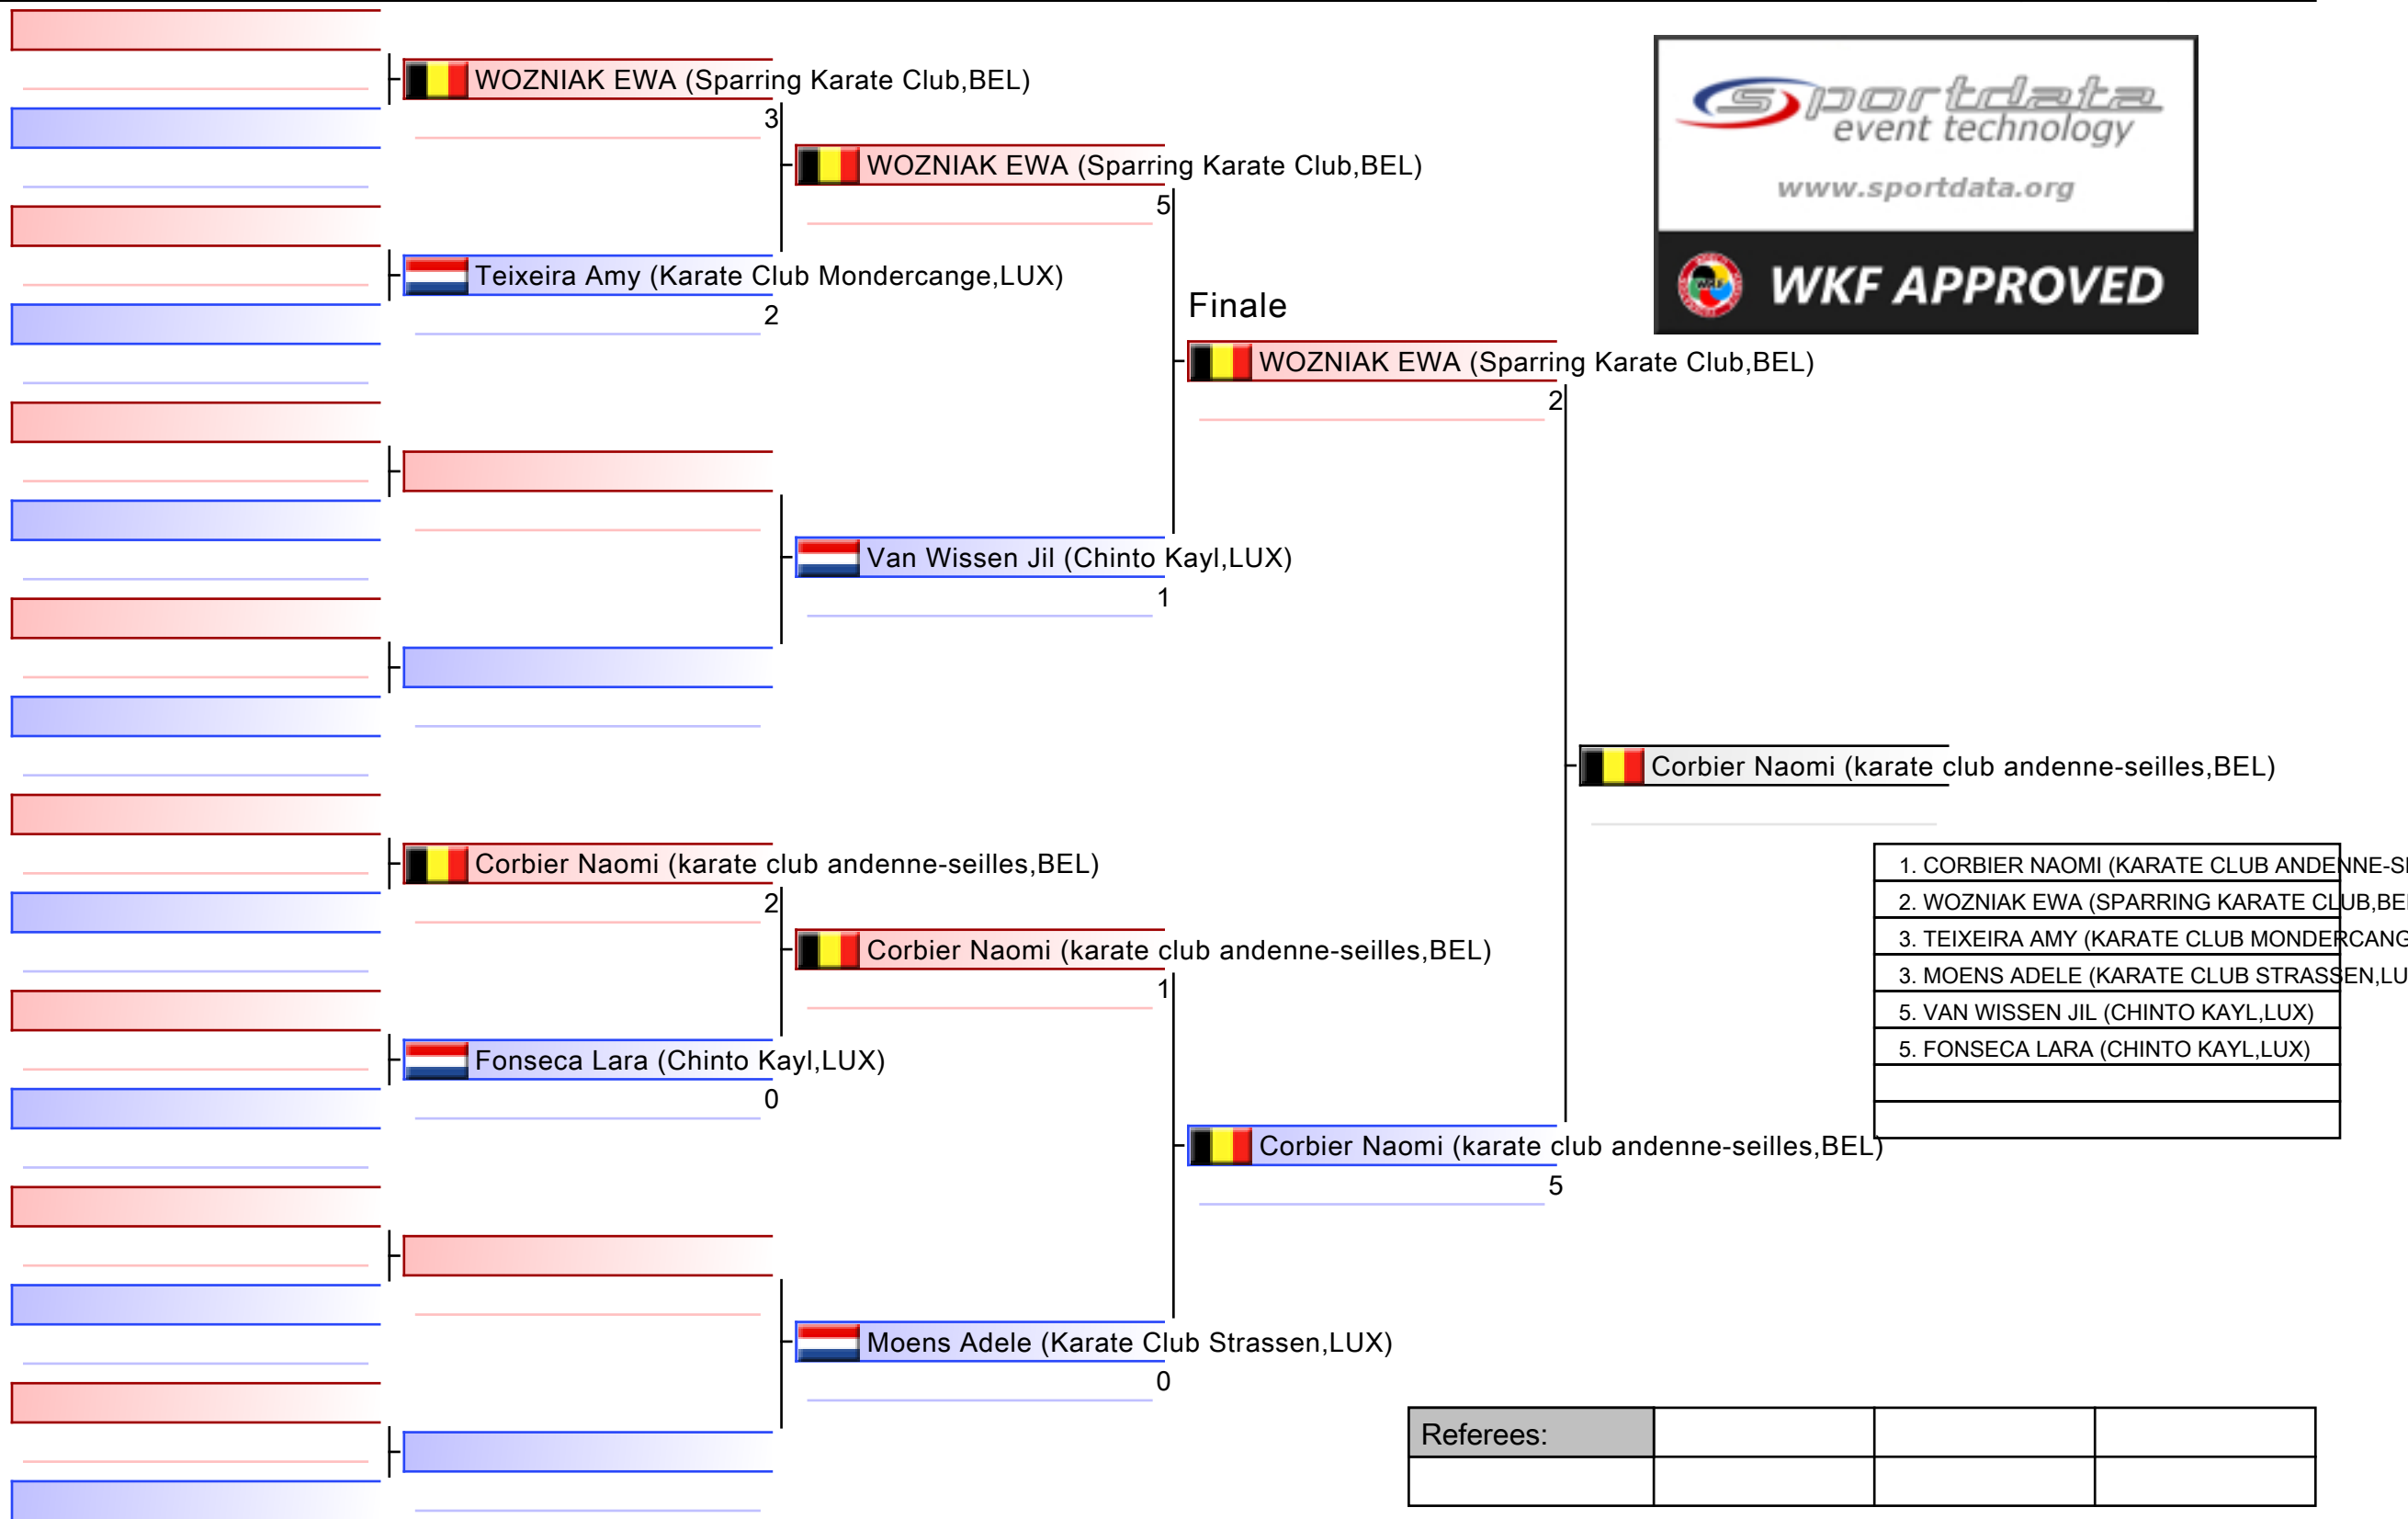 WOZNIAK EWA (Sparring Karate Club,BEL)
3
Teixeira Amy (Karate Club Mondercange,LUX)
2
Corbier Naomi (karate club andenne-seilles,BEL)
2
Fonseca Lara (Chinto Kayl,LUX)
0
WOZNIAK EWA (Sparring Karate Club,BEL)
5
Van Wissen Jil (Chinto Kayl,LUX)
1
Corbier Naomi (karate club andenne-seilles,BEL)
1
Moens Adele (Karate Club Strassen,LUX)
0
Finale
WOZNIAK EWA (Sparring Karate Club,BEL)
2
Corbier Naomi (karate club andenne-seilles,BEL)
5
Corbier Naomi (karate club andenne-seilles,BEL)
sportdata
event technology
www.sportdata.org
WKF APPROVED
1. CORBIER NAOMI (KARATE CLUB ANDENNE-SE
2. WOZNIAK EWA (SPARRING KARATE CLUB,BEL
3. TEIXEIRA AMY (KARATE CLUB MONDERCANG
3. MOENS ADELE (KARATE CLUB STRASSEN,LU
5. VAN WISSEN JIL (CHINTO KAYL,LUX)
5. FONSECA LARA (CHINTO KAYL,LUX)
Referees: